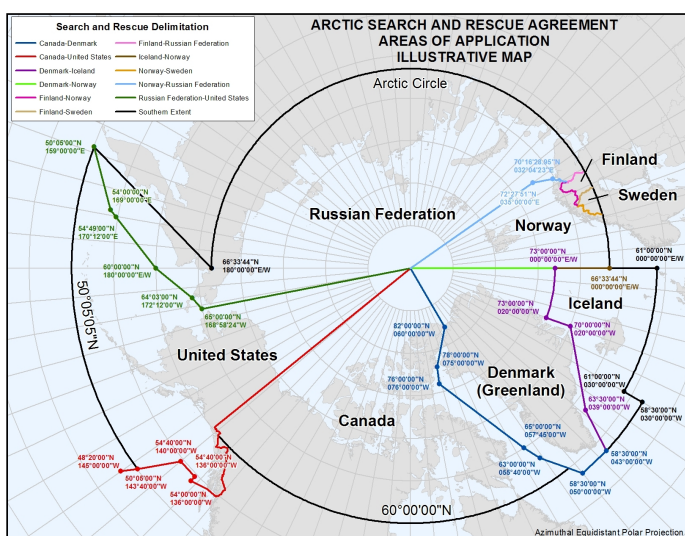 ARCTIC SEARCH AND RESCUE AGREEMENT
AREAS OF APPLICATION
ILLUSTRATIVE MAP
Search and Rescue Delimitation
Canada-Denmark
Canada-United States
Denmark-Iceland
Denmark-Norway
Finland-Norway
Finland-Sweden
Finland-Russian Federation
Iceland-Norway
Norway-Sweden
Norway-Russian Federation
Russian Federation-United States
Southern Extent
Arctic Circle
50°05'00"N
159°00'00"E
54°00'00"N
169°00'00"E
54°49'00"N
170°12'00"E
60°00'00"N
180°00'00"E/W
64°03'00"N
172°12'00"W
65°00'00"N
168°58'24"W
66°33'44"N
180°00'00"E/W
50°05'05"N
Russian Federation
70°16'28.95"N
032°04'23"E
72°27'51"N
035°00'00"E
Finland
Sweden
Norway
73°00'00"N
000°00'00"E/W
61°00'00"N
000°00'00"E/W
66°33'44"N
000°00'00"E/W
Iceland
73°00'00"N
020°00'00"W
70°00'00"N
020°00'00"W
82°00'00"N
060°00'00"W
78°00'00"N
075°00'00"W
76°00'00"N
076°00'00"W
Denmark
(Greenland)
61°00'00"N
030°00'00"W
58°30'00"N
030°00'00"W
63°30'00"N
039°00'00"W
58°30'00"N
043°00'00"W
65°00'00"N
057°45'00"W
63°00'00"N
055°40'00"W
58°30'00"N
050°00'00"W
United States
Canada
48°20'00"N
145°00'00"W
50°05'00"N
143°40'00"W
54°40'00"N
140°00'00"W
54°40'00"N
136°00'00"W
54°00'00"N
136°00'00"W
60°00'00"N
Azimuthal Equidistant Polar Projection